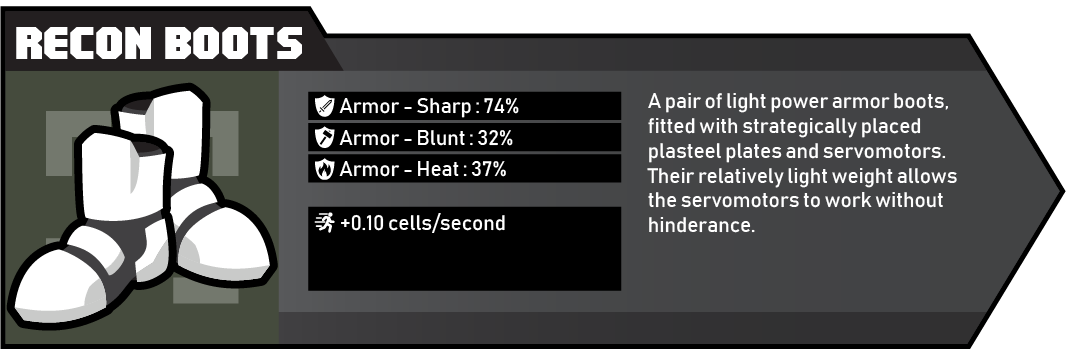 RECON BOOTS
Armor - Sharp : 74%
Armor - Blunt : 32%
Armor - Heat : 37%
+0.10 cells/second
A pair of light power armor boots,
fitted with strategically placed
plasteel plates and servomotors.
Their relatively light weight allows
the servomotors to work without
hinderance.